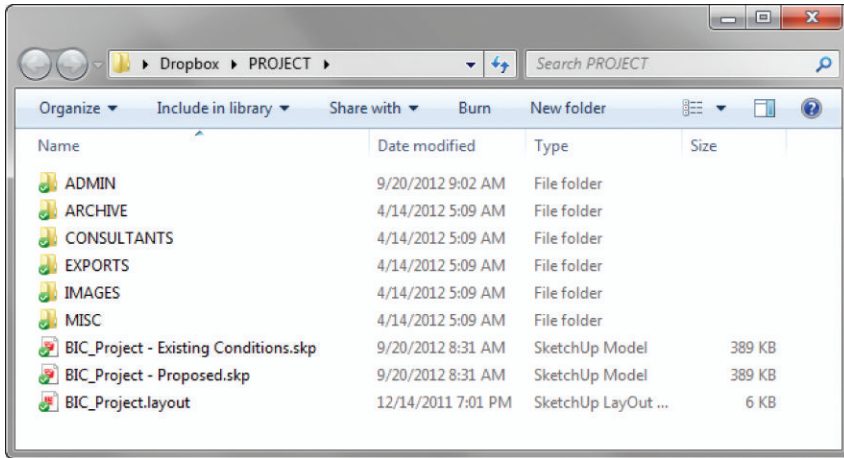 Dropbox PROJECT Search PROJECT
Organize Include in library Share with Burn New folder
Name Date modified Type Size
ADMIN 9/20/2012 9:02 AM File folder
ARCHIVE 4/14/2012 5:09 AM File folder
CONSULTANTS 4/14/2012 5:09 AM File folder
EXPORTS 4/14/2012 5:09 AM File folder
IMAGES 4/14/2012 5:09 AM File folder
MISC 4/14/2012 5:09 AM File folder
BIC_Project - Existing Conditions.skp 9/20/2012 8:31 AM SketchUp Model 389 KB
BIC_Project - Proposed.skp 9/20/2012 8:31 AM SketchUp Model 389 KB
BIC_Project.layout 12/14/2011 7:01 PM SketchUp LayOut ... 6 KB